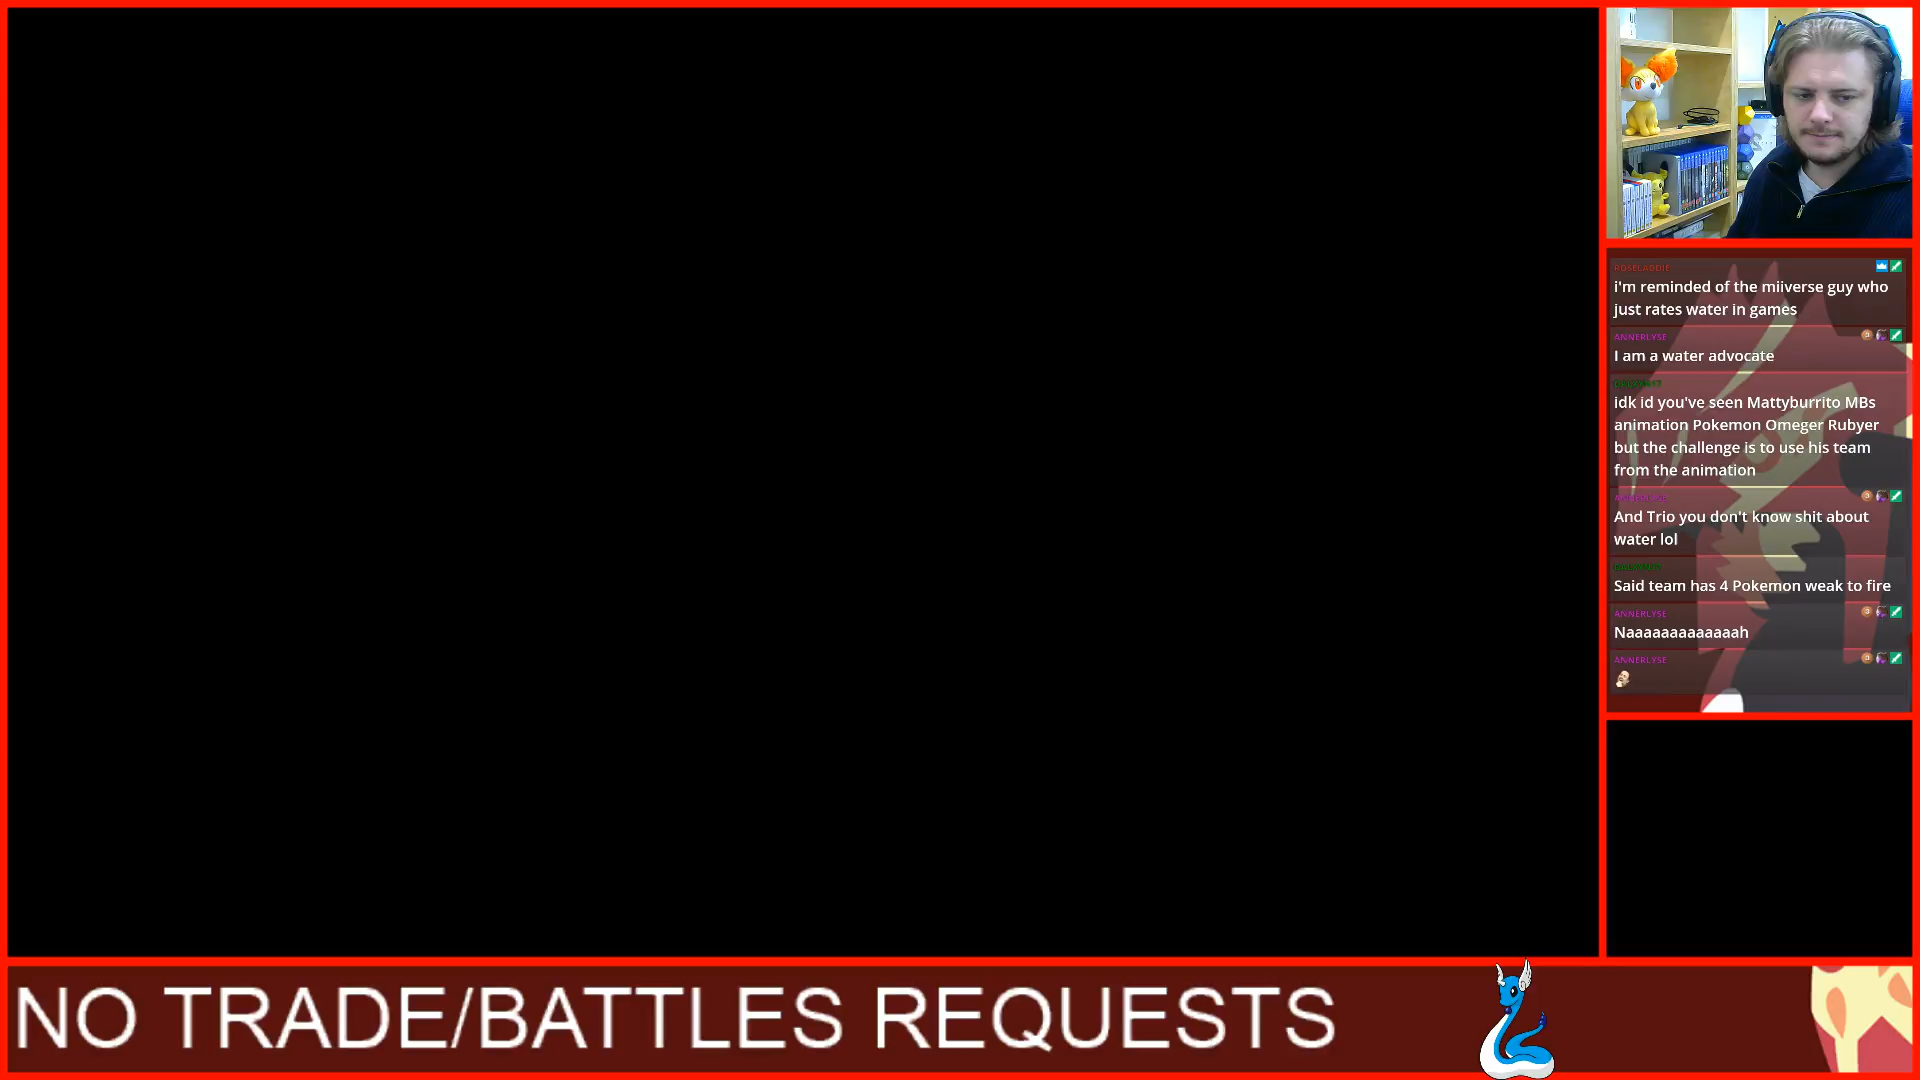 ROSELADDIE
i'm reminded of the miiverse guy who
just rates water in games
ANNERLYSE
I am a water advocate
idk id you've seen Mattyburrito MBs
animation Pokemon Omeger Rubyer
but the challenge is to use his team
from the animation
ANNERLYSE
And Trio you don't know shit about
water lol
Said team has 4 Pokemon weak to fire
ANNERLYSE
Naaaaaaaaaaaaah
ANNERLYSE
NO TRADE/BATTLES REQUESTS